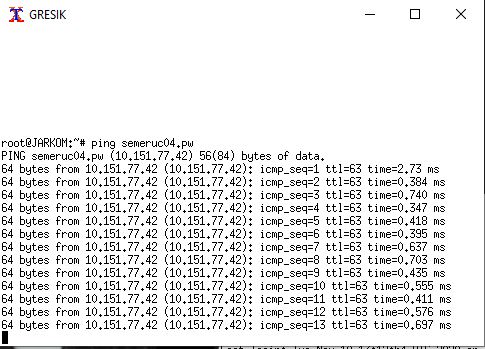 GRESIK
root@JARKOM:~# ping semeruc04.pw
PING semeruc04.pw (10.151.77.42) 56(84) bytes of data.
64 bytes from 10.151.77.42 (10.151.77.42): icmp_seq=1 ttl=63 time=2.73 ms
64 bytes from 10.151.77.42 (10.151.77.42): icmp_seq=2 ttl=63 time=0.384 ms
64 bytes from 10.151.77.42 (10.151.77.42): icmp_seq=3 ttl=63 time=0.740 ms
64 bytes from 10.151.77.42 (10.151.77.42): icmp_seq=4 ttl=63 time=0.347 ms
64 bytes from 10.151.77.42 (10.151.77.42): icmp_seq=5 ttl=63 time=0.418 ms
64 bytes from 10.151.77.42 (10.151.77.42): icmp_seq=6 ttl=63 time=0.395 ms
64 bytes from 10.151.77.42 (10.151.77.42): icmp_seq=7 ttl=63 time=0.637 ms
64 bytes from 10.151.77.42 (10.151.77.42): icmp_seq=8 ttl=63 time=0.703 ms
64 bytes from 10.151.77.42 (10.151.77.42): icmp_seq=9 ttl=63 time=0.435 ms
64 bytes from 10.151.77.42 (10.151.77.42): icmp_seq=10 ttl=63 time=0.555 ms
64 bytes from 10.151.77.42 (10.151.77.42): icmp_seq=11 ttl=63 time=0.411 ms
64 bytes from 10.151.77.42 (10.151.77.42): icmp_seq=12 ttl=63 time=0.576 ms
64 bytes from 10.151.77.42 (10.151.77.42): icmp_seq=13 ttl=63 time=0.697 ms